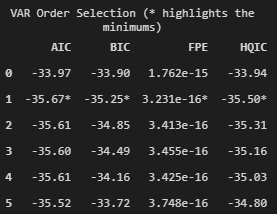 VAR Order Selection (* highlights the
minimums)
AIC BIC FPE HQIC
0 -33.97 -33.90 1.762e-15 -33.94
1 -35.67* -35.25* 3.231e-16* -35.50*
2 -35.61 -34.85 3.413e-16 -35.31
3 -35.60 -34.49 3.455e-16 -35.16
4 -35.61 -34.16 3.425e-16 -35.03
5 -35.52 -33.72 3.748e-16 -34.80